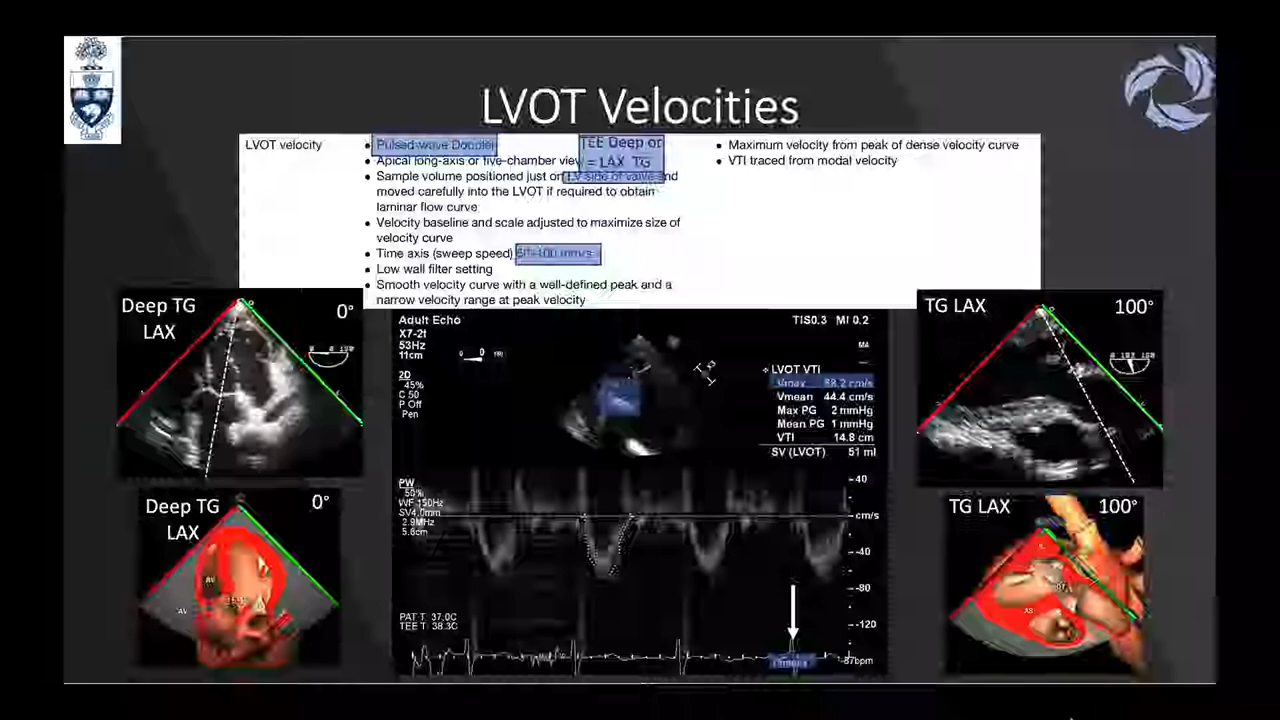 LVOT Velocities
LVOT velocity
• Pulsed-wave Doppler
• Apical long-axis or five-chamber view
TEE Deep or
= LAX TG
• Sample volume positioned just on LV side of valve and
moved carefully into the LVOT if required to obtain
laminar flow curve
• Velocity baseline and scale adjusted to maximize size of
velocity curve
• Time axis (sweep speed) 50–100 mm/s
• Low wall filter setting
• Smooth velocity curve with a well-defined peak and a
narrow velocity range at peak velocity
• Maximum velocity from peak of dense velocity curve
• VTI traced from modal velocity
Deep TG
LAX
0°
Adult Echo
X7-2t
53Hz
11cm
0 0 180
TIS0.3 MI 0.2
MA
2D
45%
C 50
P Off
Pen
LVOT VTI
Vmax 88.2 cm/s
Vmean 44.4 cm/s
Max PG 2 mmHg
Mean PG 1 mmHg
VTI 14.8 cm
SV (LVOT) 51 ml
PW
50%
WF 150Hz
SV4.0mm
2.9MHz
5.8cm
40
cm/s
-40
-80
-120
PAT T: 37.0C
TEE T: 38.3C
87bpm
TG LAX
100°
Deep TG
LAX
0°
AV
TG LAX
100°